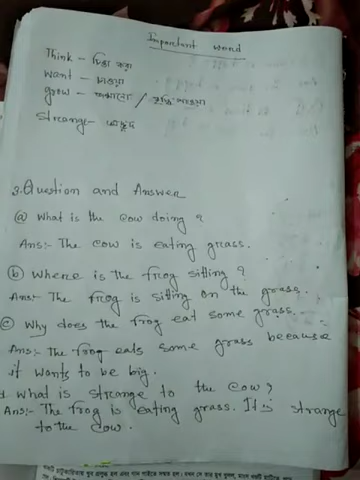 Important word
Think - চিন্তা করা
Want - চাওয়া
grow - জন্মানো / বৃদ্ধি পাওয়া
Strange - অদ্ভুদ
3. Question and Answer
ⓐ What is the cow doing?
Ans:- The cow is eating grass.
ⓑ Where is the frog sitting?
Ans:- The frog is sitting on the grass.
ⓒ Why does the frog eat some grass.
Ans:- The frog eats some grass because
it wants to be big.
d What is strange to the cow?
Ans:- The frog is eating grass. It is strange
to the cow.